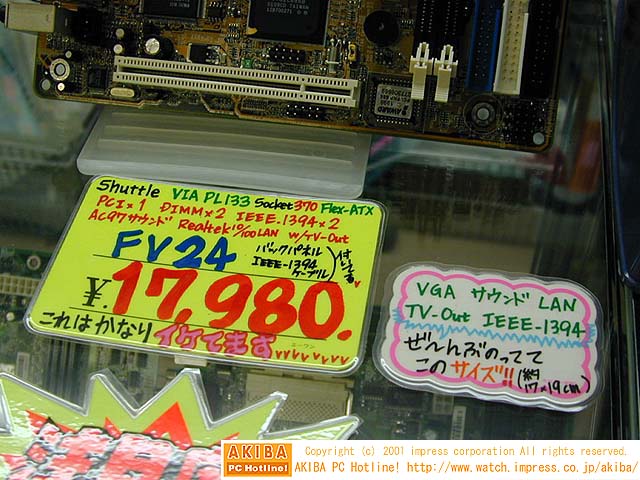 Shuttle VIA PL133 Socket370 Flex-ATX
PCI×1 DIMM×2 IEEE.1394×2
AC97サウンド Realtek10/100LAN w/TV-Out
FV24
バックパネル
IEEE-1394
ケーブル
付いてる
¥17,980.
これはかなり イケてます
VGA サウンド LAN
TV-Out IEEE-1394
ぜーんぶのってて
このサイズ!!
(約17×19cm)
AKIBA
PC Hotline!
Copyright (c) 2001 impress corporation All rights reserved.
AKIBA PC Hotline! http://www.watch.impress.co.jp/akiba/